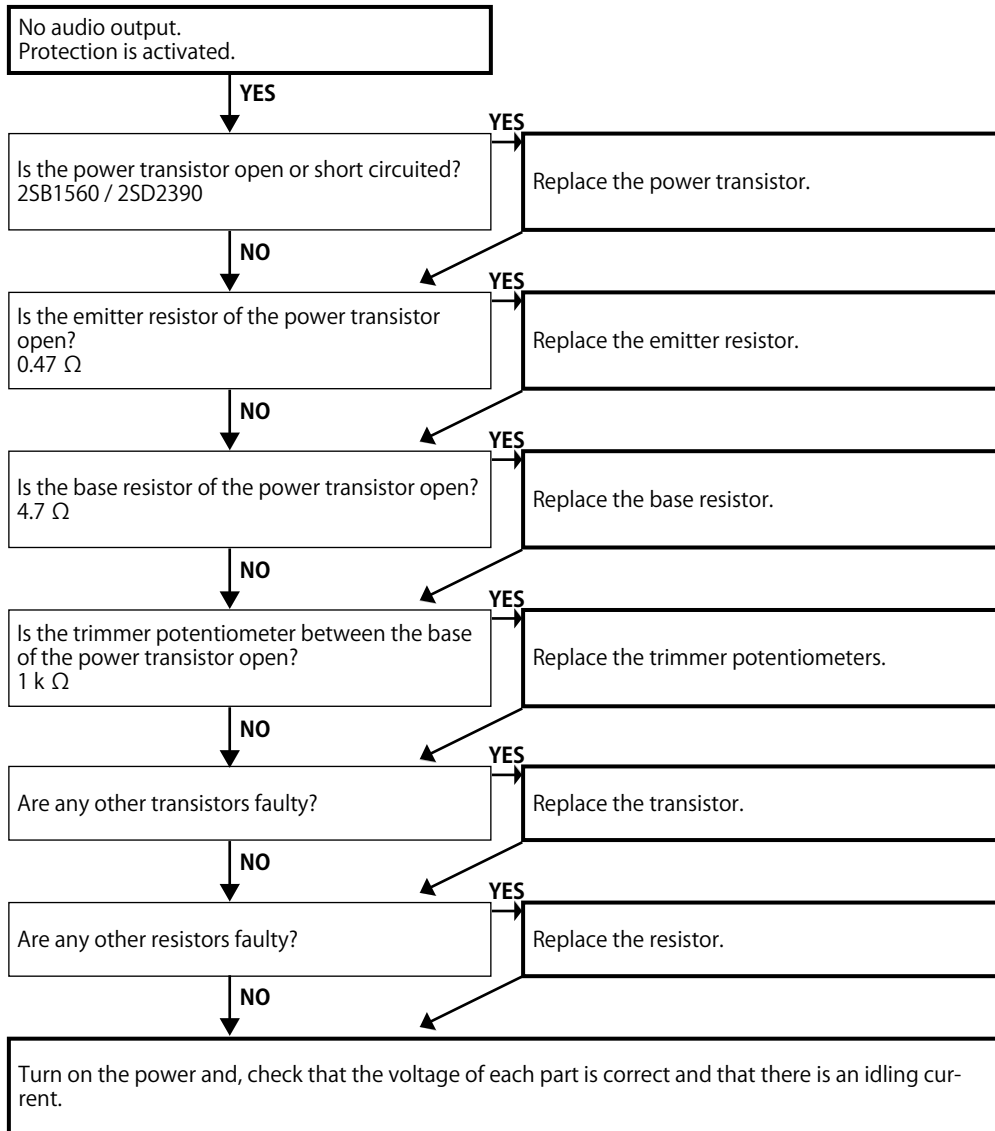 No audio output.
Protection is activated.
YES
YES
Is the power transistor open or short circuited?
2SB1560 / 2SD2390
Replace the power transistor.
NO
YES
Is the emitter resistor of the power transistor
open?
0.47 Ω
Replace the emitter resistor.
NO
YES
Is the base resistor of the power transistor open?
4.7 Ω
Replace the base resistor.
NO
YES
Is the trimmer potentiometer between the base
of the power transistor open?
1 k Ω
Replace the trimmer potentiometers.
NO
YES
Are any other transistors faulty?
Replace the transistor.
NO
YES
Are any other resistors faulty?
Replace the resistor.
NO
Turn on the power and, check that the voltage of each part is correct and that there is an idling cur-
rent.